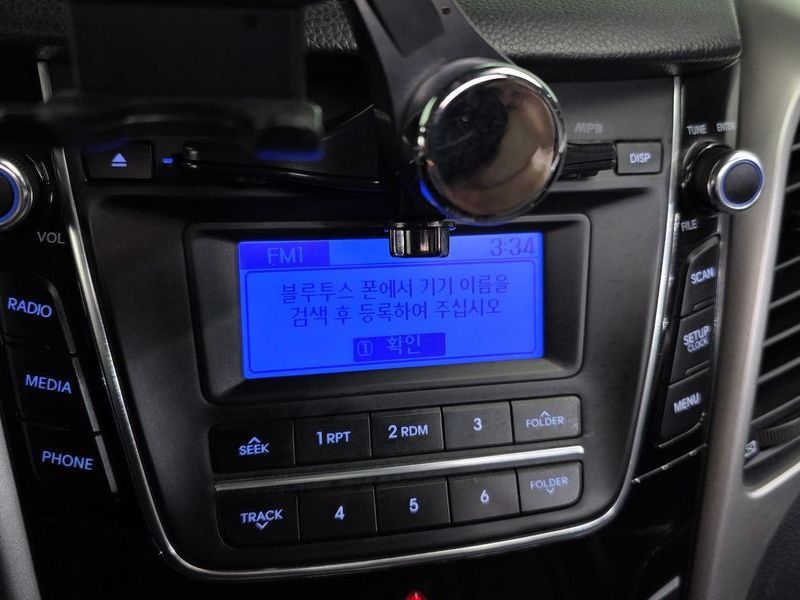 MP3
TUNE ENTER
DISP
VOL
FILE
FM1 3:34
블루투스 폰에서 기기 이름을
검색 후 등록하여 주십시오
1 확인
RADIO
MEDIA
PHONE
SCAN
SETUP
CLOCK
MENU
SEEK
1 RPT
2 RDM
3
FOLDER
TRACK
4
5
6
FOLDER